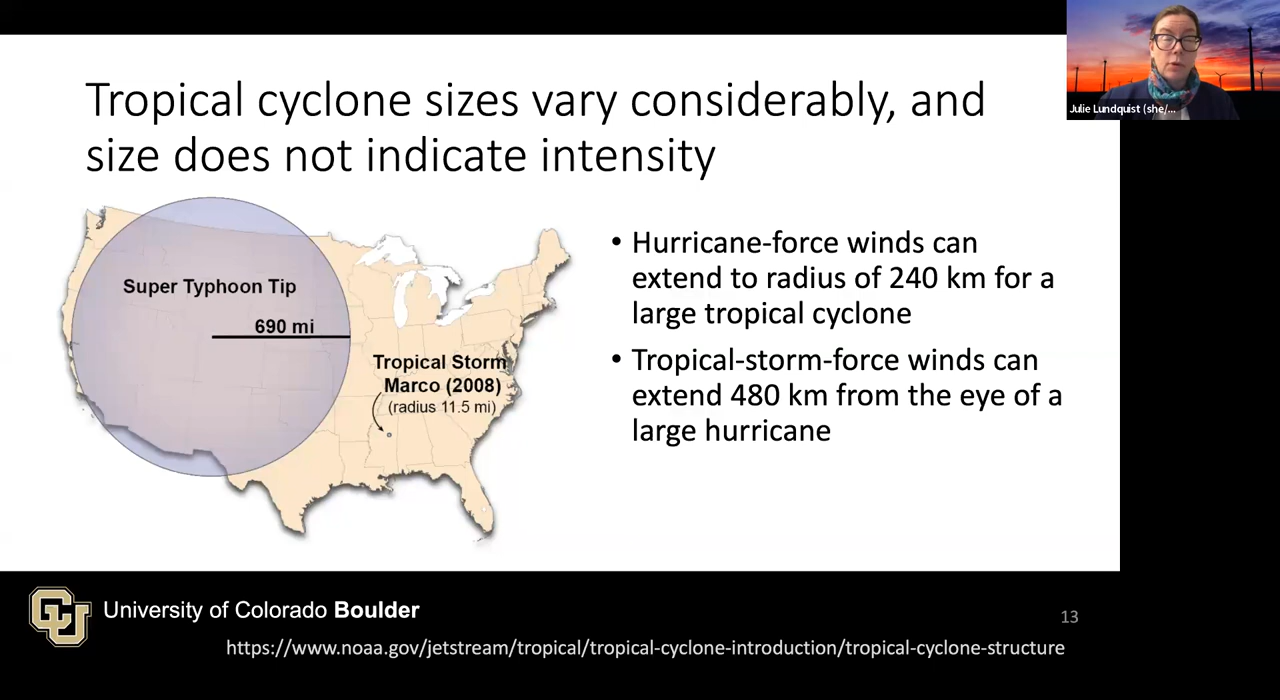 Julie Lundquist (she/...
Tropical cyclone sizes vary considerably, and
size does not indicate intensity
Super Typhoon Tip
690 mi
Tropical Storm
Marco (2008)
(radius 11.5 mi)
• Hurricane-force winds can
extend to radius of 240 km for a
large tropical cyclone
• Tropical-storm-force winds can
extend 480 km from the eye of a
large hurricane
CU
University of Colorado Boulder
13
https://www.noaa.gov/jetstream/tropical/tropical-cyclone-introduction/tropical-cyclone-structure